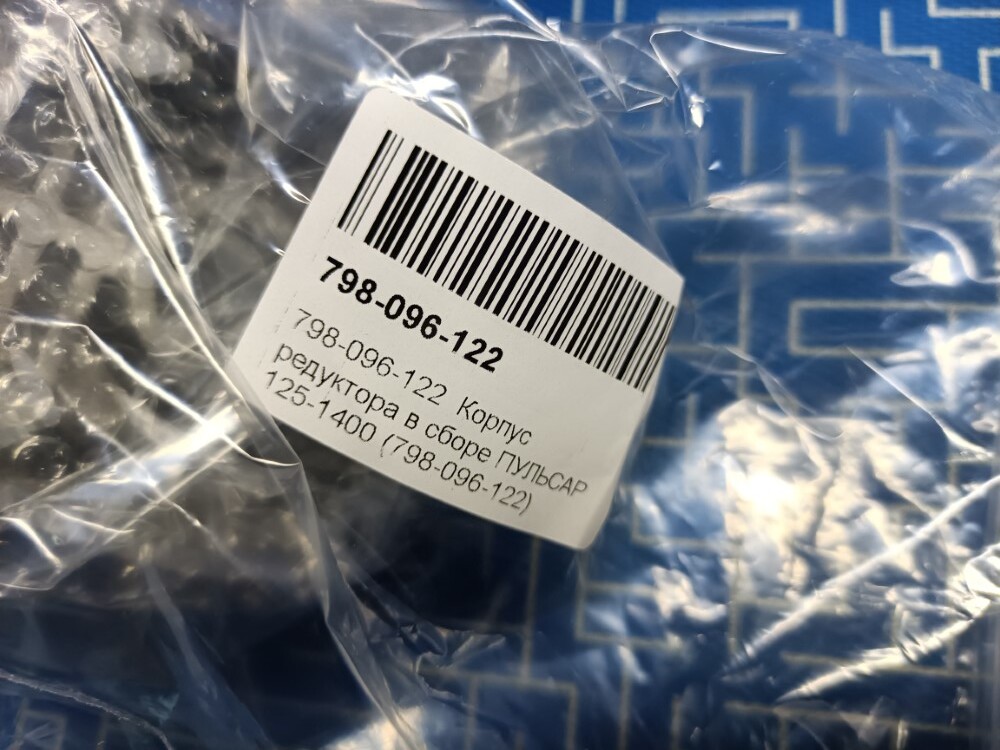 798-096-122
798-096-122 Корпус
редуктора в сборе ПУЛЬСАР
125-1400 (798-096-122)